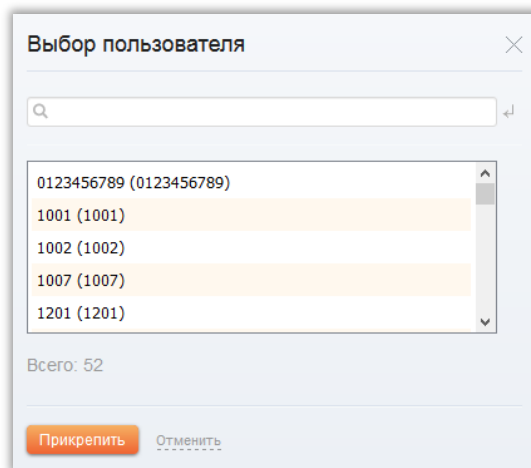 Выбор пользователя
0123456789 (0123456789)
1001 (1001)
1002 (1002)
1007 (1007)
1201 (1201)
Всего: 52
Прикрепить Отменить